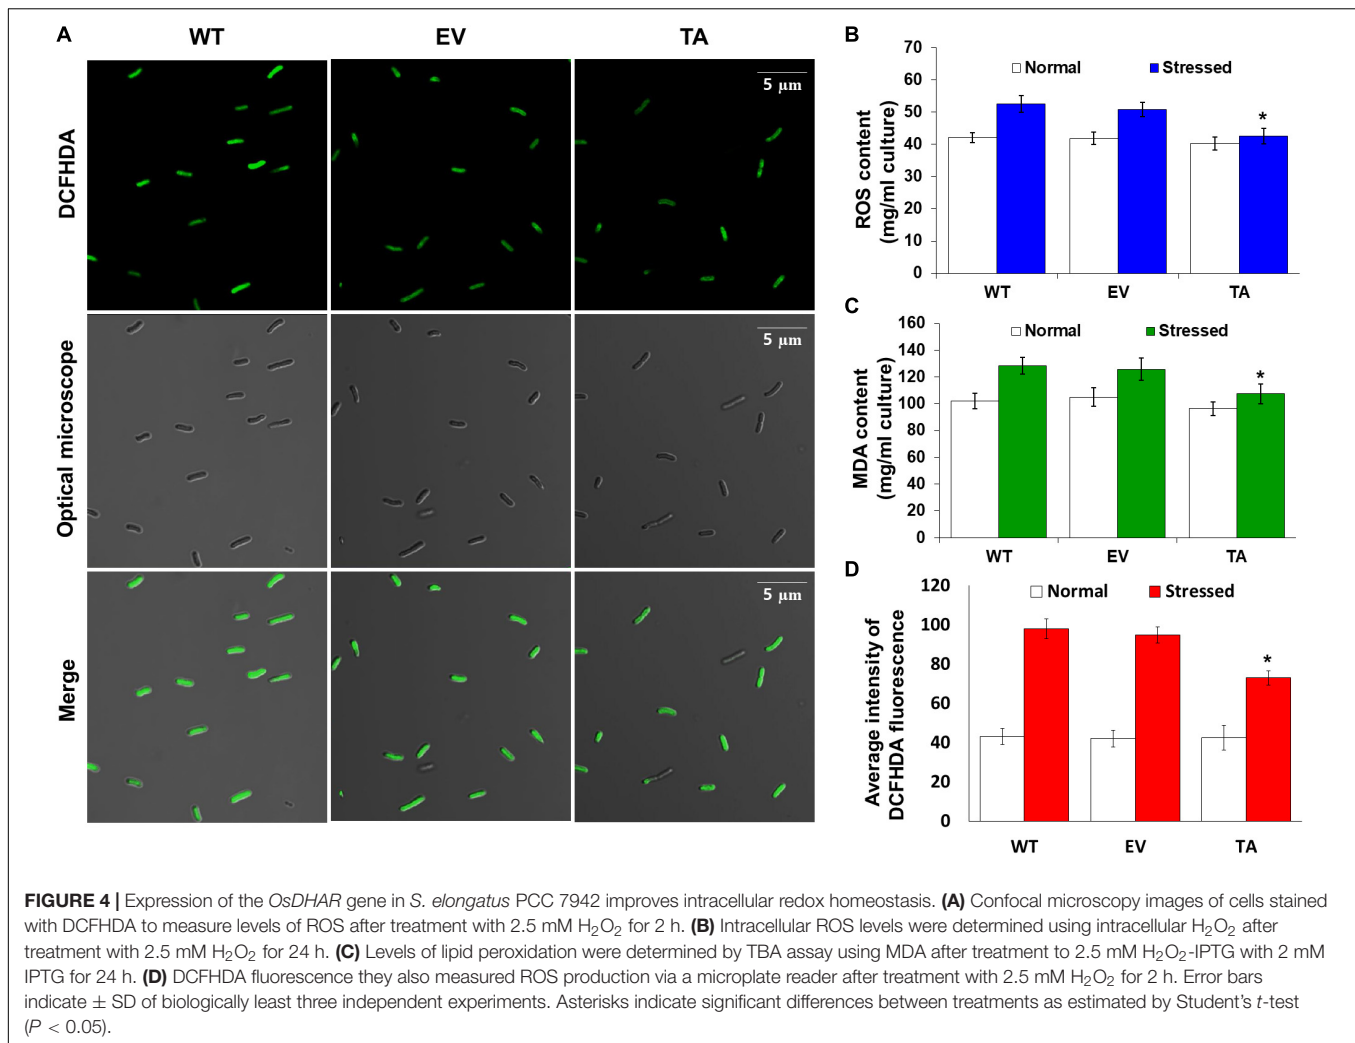 A
WT
EV
TA
DCFHDA
5 µm
Optical microscope
5 µm
Merge
5 µm
B
Normal
Stressed
ROS content
(mg/ml culture)
70
60
50
40
30
20
10
0
*
WT
EV
TA
C
Normal
Stressed
MDA content
(mg/ml culture)
160
140
120
100
80
60
40
20
0
*
WT
EV
TA
D
Normal
Stressed
Average intensity of
DCFHDA fluorescence
120
100
80
60
40
20
0
*
WT
EV
TA
FIGURE 4 | Expression of the OsDHAR gene in S. elongatus PCC 7942 improves intracellular redox homeostasis. (A) Confocal microscopy images of cells stained
with DCFHDA to measure levels of ROS after treatment with 2.5 mM H₂O₂ for 2 h. (B) Intracellular ROS levels were determined using intracellular H₂O₂ after
treatment with 2.5 mM H₂O₂ for 24 h. (C) Levels of lipid peroxidation were determined by TBA assay using MDA after treatment to 2.5 mM H₂O₂-IPTG with 2 mM
IPTG for 24 h. (D) DCFHDA fluorescence they also measured ROS production via a microplate reader after treatment with 2.5 mM H₂O₂ for 2 h. Error bars
indicate ± SD of biologically least three independent experiments. Asterisks indicate significant differences between treatments as estimated by Student's t-test
(P < 0.05).